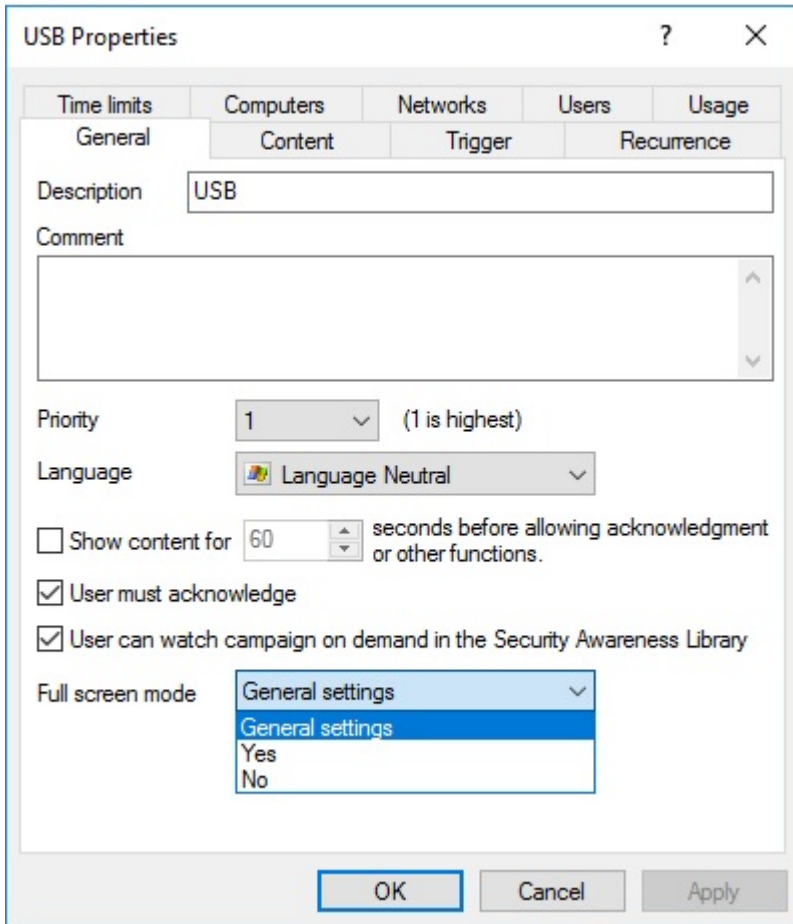 USB Properties
?
Time limits Computers Networks Users Usage
General Content Trigger Recurrence
Description USB
Comment
Priority 1 (1 is highest)
Language Language Neutral
Show content for 60 seconds before allowing acknowledgment
or other functions.
User must acknowledge
User can watch campaign on demand in the Security Awareness Library
Full screen mode General settings
General settings
Yes
No
OK Cancel Apply